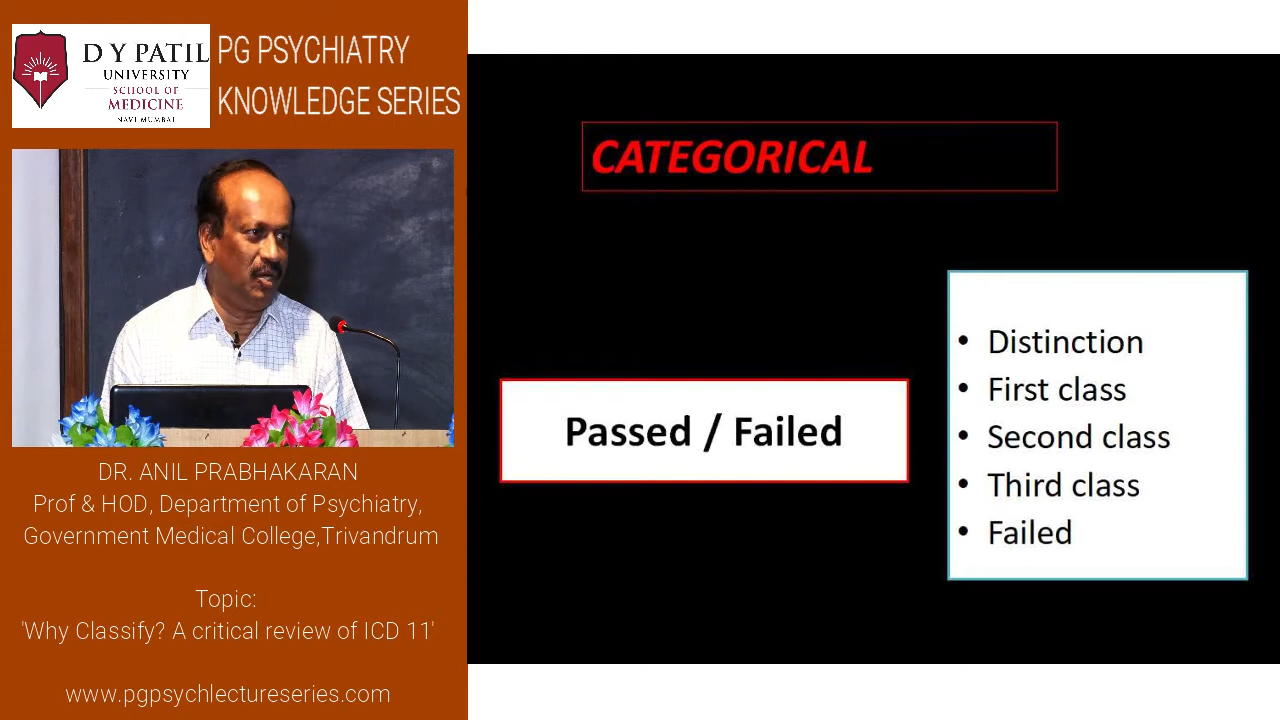 D Y PATIL
UNIVERSITY
SCHOOL OF
MEDICINE
NAVI MUMBAI
PG PSYCHIATRY
KNOWLEDGE SERIES
DR. ANIL PRABHAKARAN
Prof & HOD, Department of Psychiatry,
Government Medical College,Trivandrum
Topic:
'Why Classify? A critical review of ICD 11'
www.pgpsychlectureseries.com
CATEGORICAL
Passed / Failed
• Distinction
• First class
• Second class
• Third class
• Failed